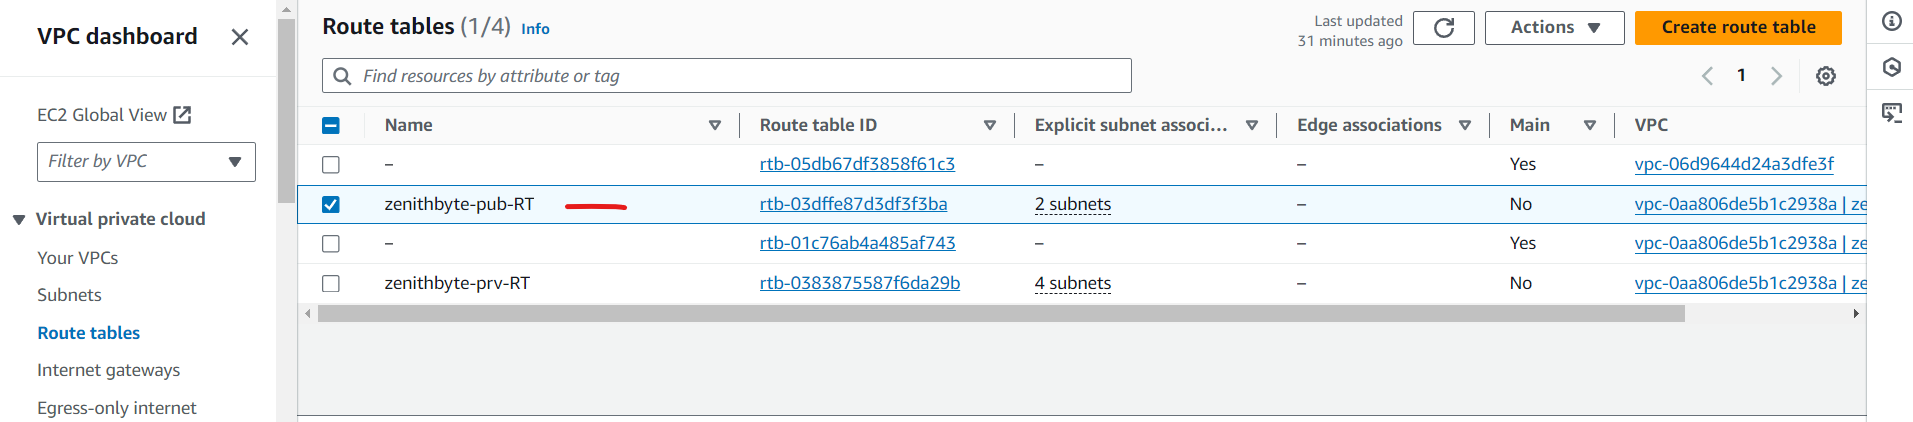 VPC dashboard
EC2 Global View
Filter by VPC
Virtual private cloud
Your VPCs
Subnets
Route tables
Internet gateways
Egress-only internet
Route tables (1/4) Info
Last updated
31 minutes ago
Actions
Create route table
Find resources by attribute or tag
1
Name Route table ID Explicit subnet associ... Edge associations Main VPC
– rtb-05db67df3858f61c3 – – Yes vpc-06d9644d24a3dfe3f
zenithbyte-pub-RT rtb-03dffe87d3df3f3ba 2 subnets – No vpc-0aa806de5b1c2938a | ze
– rtb-01c76ab4a485af743 – – Yes vpc-0aa806de5b1c2938a | ze
zenithbyte-prv-RT rtb-0383875587f6da29b 4 subnets – No vpc-0aa806de5b1c2938a | ze